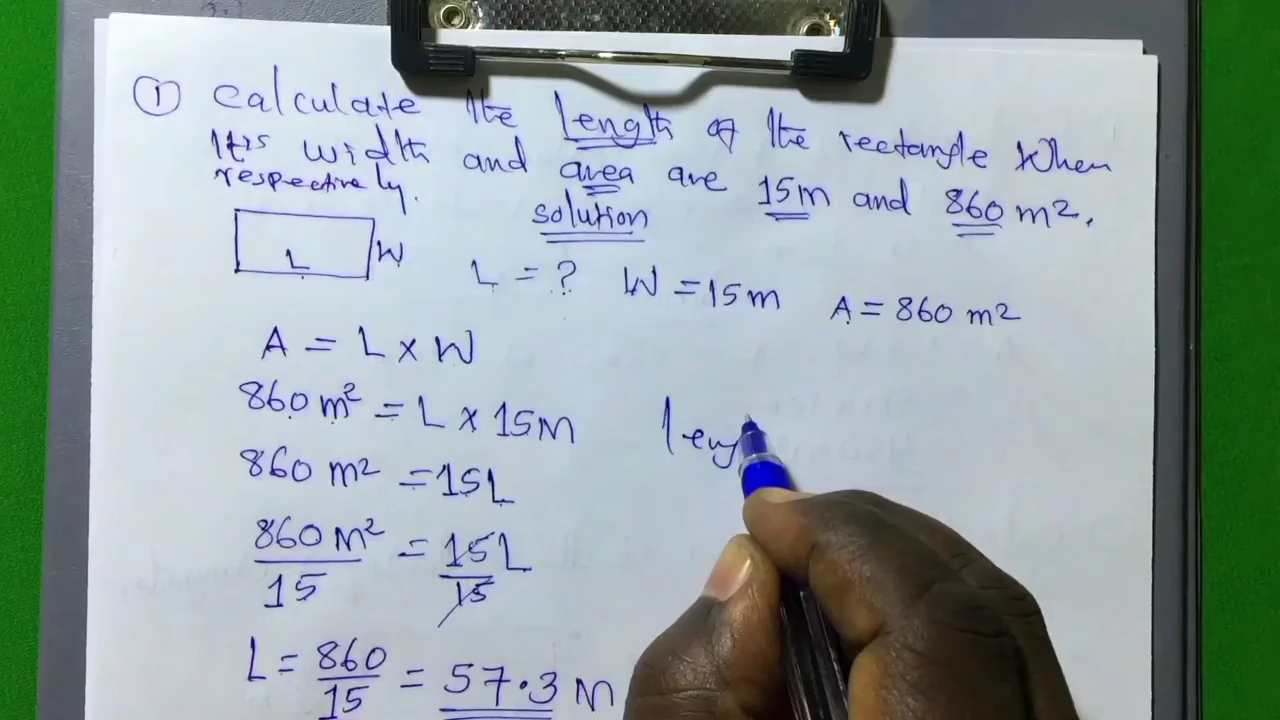 ① Calculate the length of the rectangle when
its width and area are 15m and 860 m².
respectively.
solution
L W
L = ? W = 15m A = 860 m²
A = L x W
860 m² = L x 15m
860 m² = 15L
860 m² = 15L
15 15
leng
L = 860 = 57.3 m
15